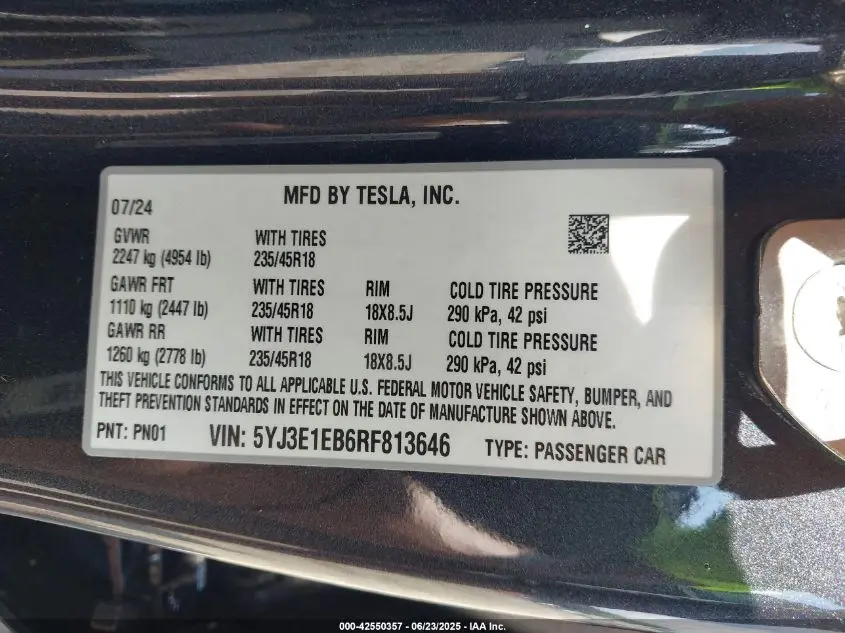 07/24 MFD BY TESLA, INC.
GVWR WITH TIRES
2247 kg (4954 lb) 235/45R18
GAWR FRT WITH TIRES RIM COLD TIRE PRESSURE
1110 kg (2447 lb) 235/45R18 18X8.5J 290 kPa, 42 psi
GAWR RR WITH TIRES RIM COLD TIRE PRESSURE
1260 kg (2778 lb) 235/45R18 18X8.5J 290 kPa, 42 psi
THIS VEHICLE CONFORMS TO ALL APPLICABLE U.S. FEDERAL MOTOR VEHICLE SAFETY, BUMPER, AND
THEFT PREVENTION STANDARDS IN EFFECT ON THE DATE OF MANUFACTURE SHOWN ABOVE.
PNT: PN01 VIN: 5YJ3E1EB6RF813646 TYPE: PASSENGER CAR
000-42550357 - 06/23/2025 - IAA Inc.